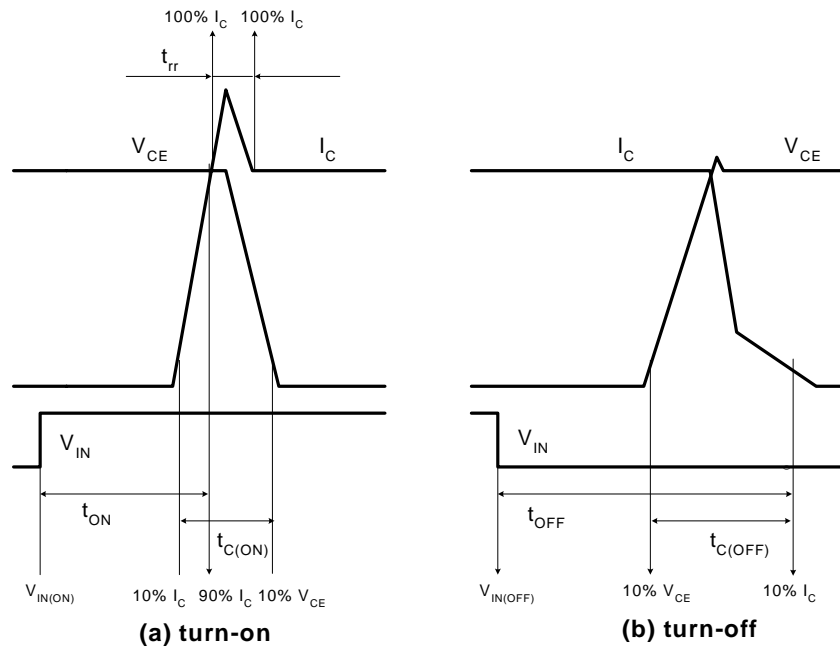 100% I_C 100% I_C
t_rr
V_CE I_C
I_C V_CE
V_IN
V_IN
t_ON
t_C(ON)
t_OFF
t_C(OFF)
V_IN(ON) 10% I_C 90% I_C 10% V_CE
V_IN(OFF) 10% V_CE 10% I_C
(a) turn-on
(b) turn-off